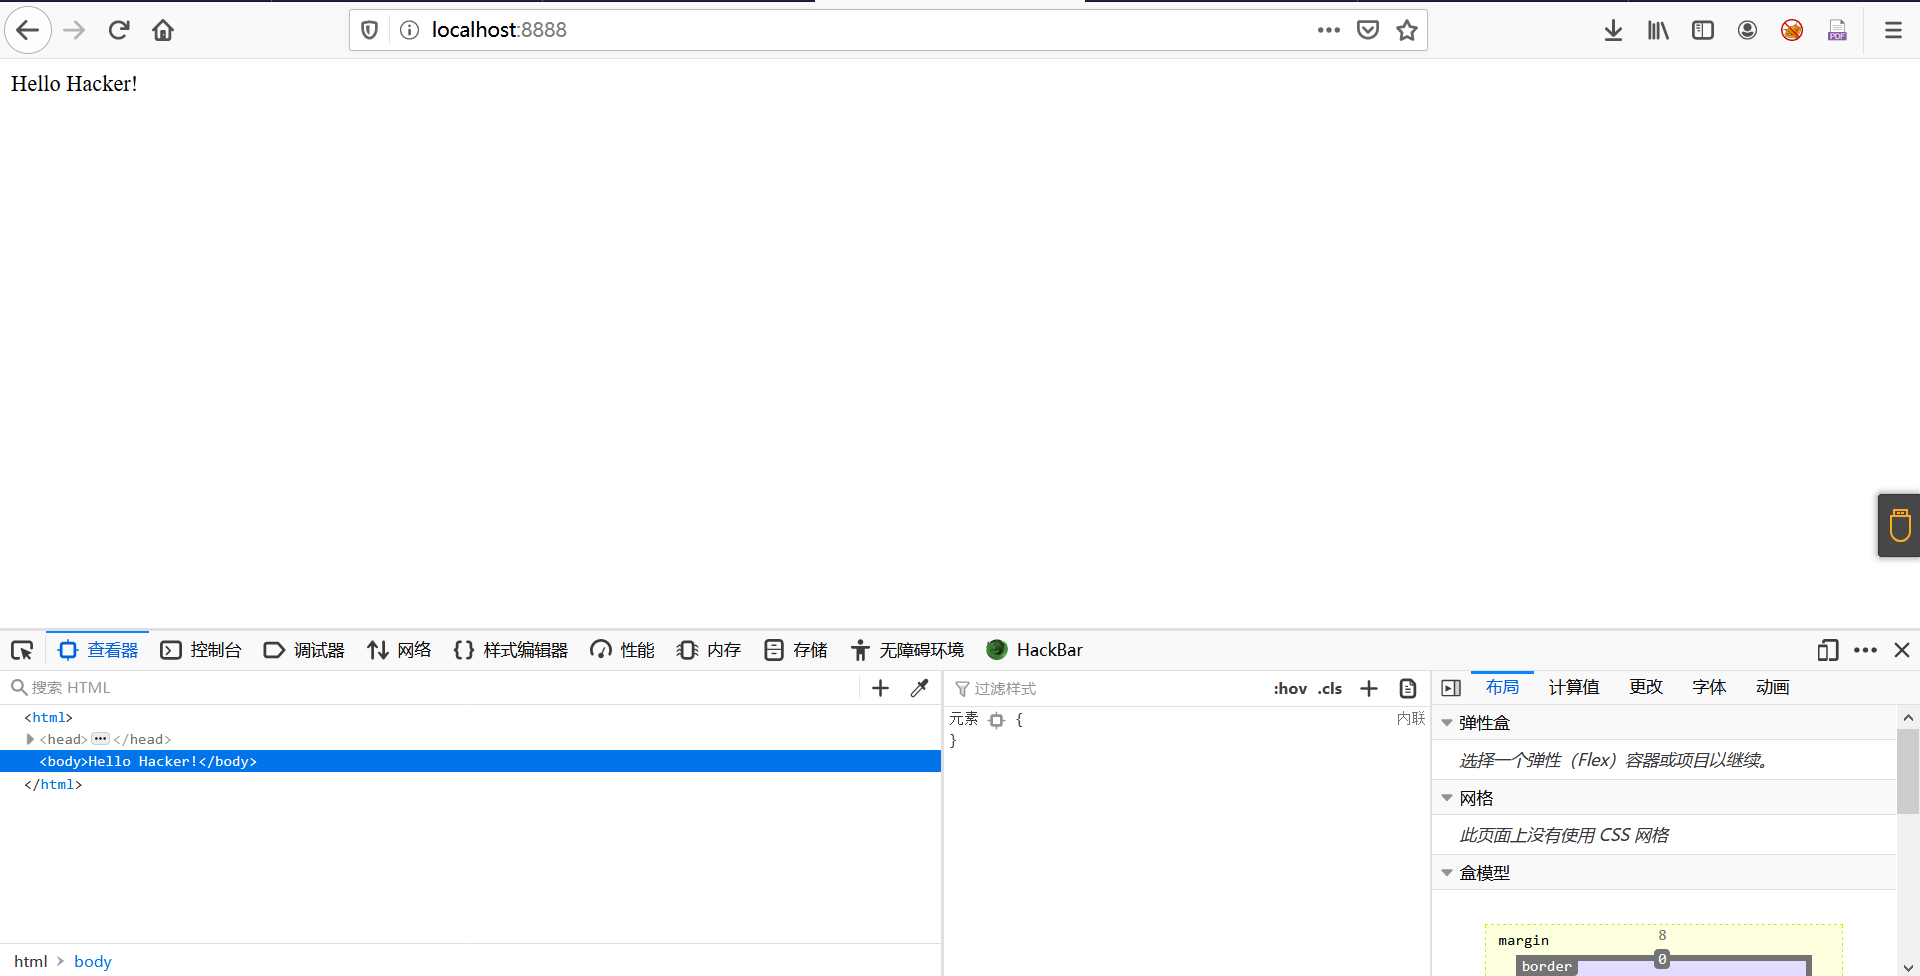 localhost:8888
PDF
Hello Hacker!
查看器 控制台 调试器 网络 样式编辑器 性能 内存 存储 无障碍环境 HackBar
搜索 HTML
<html>
<head>•••</head>
<body>Hello Hacker!</body>
</html>
html > body
过滤样式 :hov .cls
元素 { 内联
}
布局 计算值 更改 字体 动画
弹性盒
选择一个弹性（Flex）容器或项目以继续。
网格
此页面上没有使用 CSS 网格
盒模型
margin 8
border 0